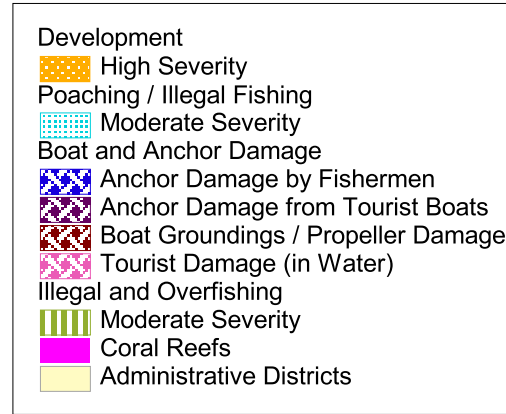 Development
High Severity
Poaching / Illegal Fishing
Moderate Severity
Boat and Anchor Damage
Anchor Damage by Fishermen
Anchor Damage from Tourist Boats
Boat Groundings / Propeller Damage
Tourist Damage (in Water)
Illegal and Overfishing
Moderate Severity
Coral Reefs
Administrative Districts